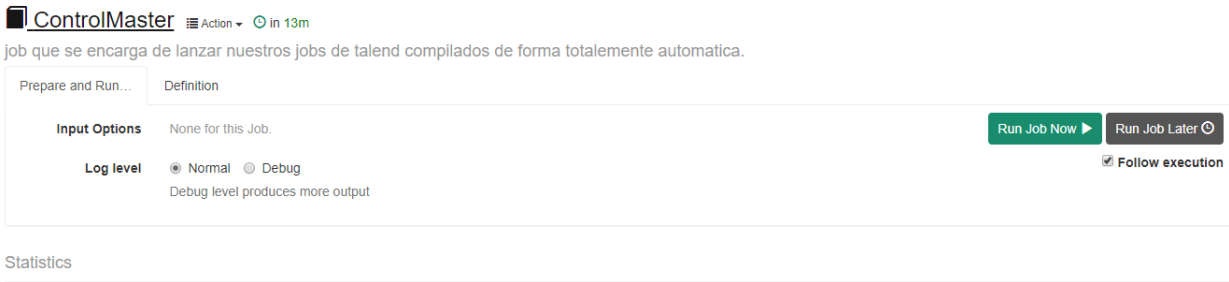 ControlMaster Action in 13m
job que se encarga de lanzar nuestros jobs de talend compilados de forma totalemente automatica.
Prepare and Run… Definition
Input Options None for this Job. Run Job Now Run Job Later
Log level Normal Debug Follow execution
Debug level produces more output
Statistics